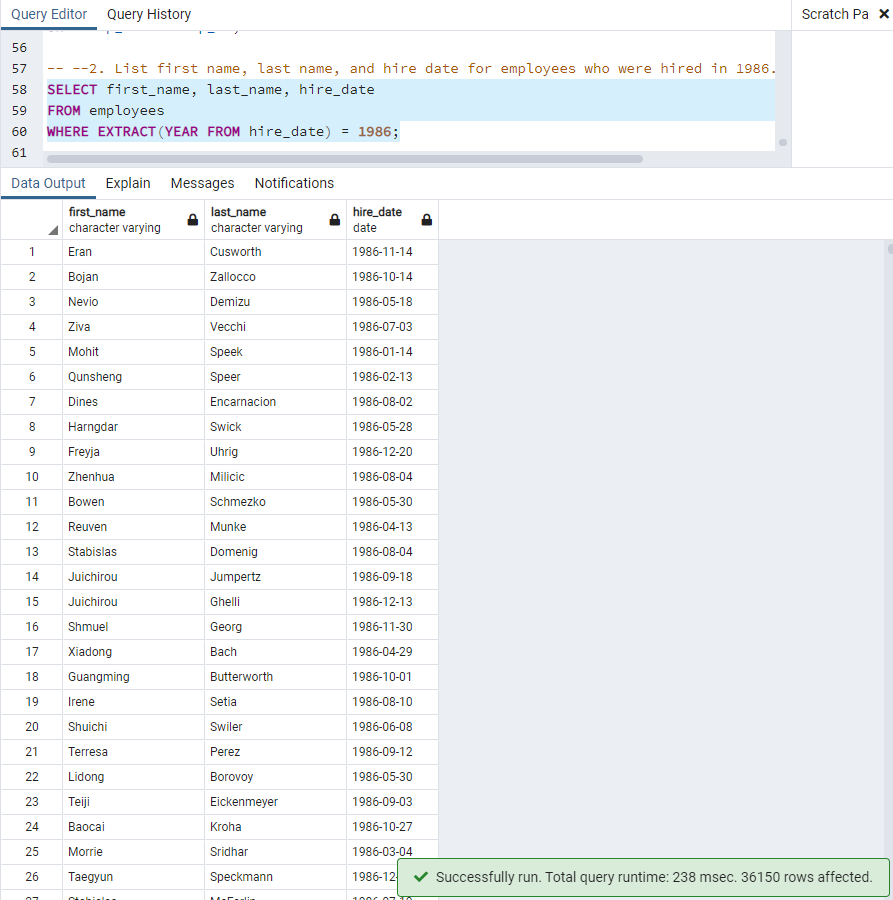 Query Editor Query History Scratch Pa
56
57 -- --2. List first name, last name, and hire date for employees who were hired in 1986.
58 SELECT first_name, last_name, hire_date
59 FROM employees
60 WHERE EXTRACT(YEAR FROM hire_date) = 1986;
61
Data Output Explain Messages Notifications
first_name last_name hire_date
character varying character varying date
1 Eran Cusworth 1986-11-14
2 Bojan Zallocco 1986-10-14
3 Nevio Demizu 1986-05-18
4 Ziva Vecchi 1986-07-03
5 Mohit Speek 1986-01-14
6 Qunsheng Speer 1986-02-13
7 Dines Encarnacion 1986-08-02
8 Harngdar Swick 1986-05-28
9 Freyja Uhrig 1986-12-20
10 Zhenhua Milicic 1986-08-04
11 Bowen Schmezko 1986-05-30
12 Reuven Munke 1986-04-13
13 Stabislas Domenig 1986-08-04
14 Juichirou Jumpertz 1986-09-18
15 Juichirou Ghelli 1986-12-13
16 Shmuel Georg 1986-11-30
17 Xiadong Bach 1986-04-29
18 Guangming Butterworth 1986-10-01
19 Irene Setia 1986-08-10
20 Shuichi Swiler 1986-06-08
21 Terresa Perez 1986-09-12
22 Lidong Borovoy 1986-05-30
23 Teiji Eickenmeyer 1986-09-03
24 Baocai Kroha 1986-10-27
25 Morrie Sridhar 1986-03-04
26 Taegyun Speckmann 1986-12-
Successfully run. Total query runtime: 238 msec. 36150 rows affected.